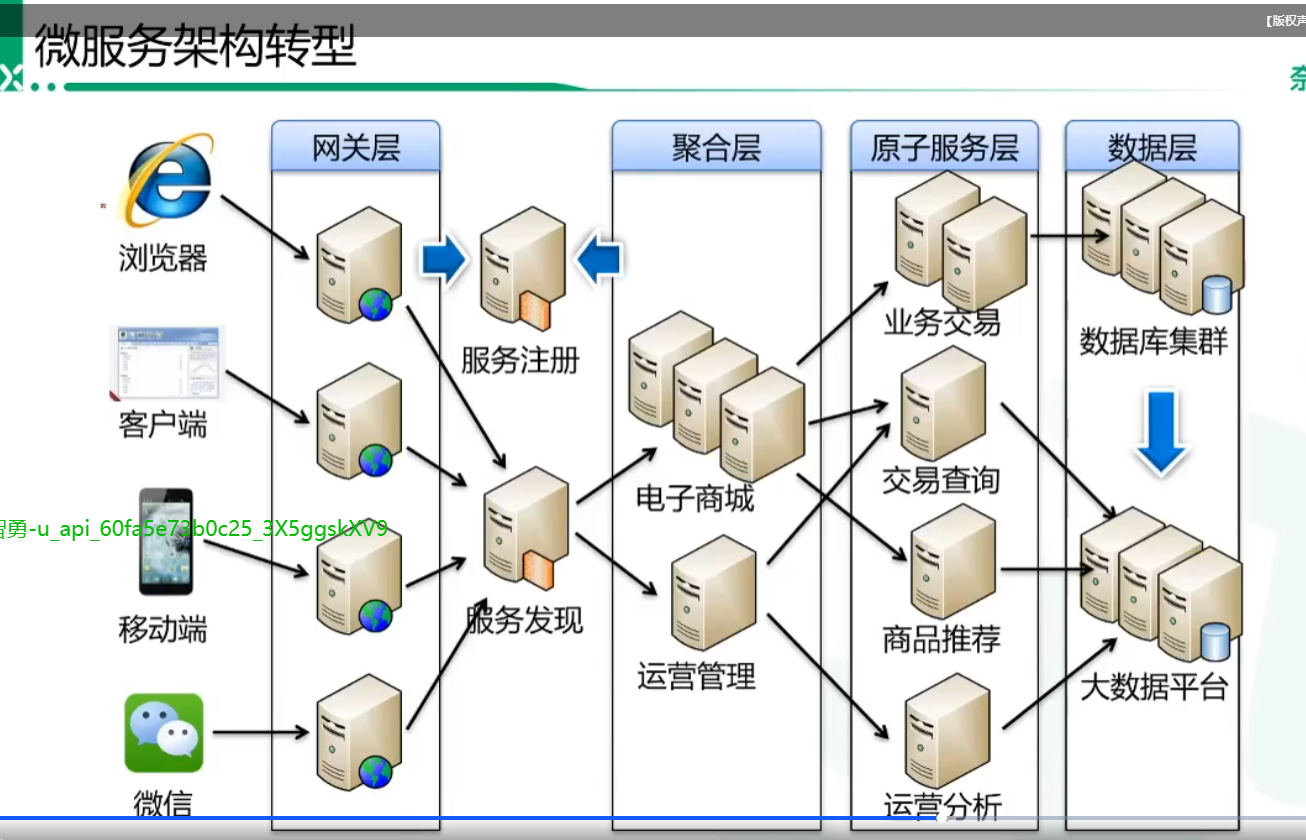 【版权声
微服务架构转型
奈
网关层
聚合层
原子服务层
数据层
浏览器
服务注册
业务交易
数据库集群
客户端
电子商城
交易查询
智勇-u_api_60fa5e73b0c25_3X5ggskXV9
移动端
服务发现
运营管理
商品推荐
大数据平台
微信
运营分析